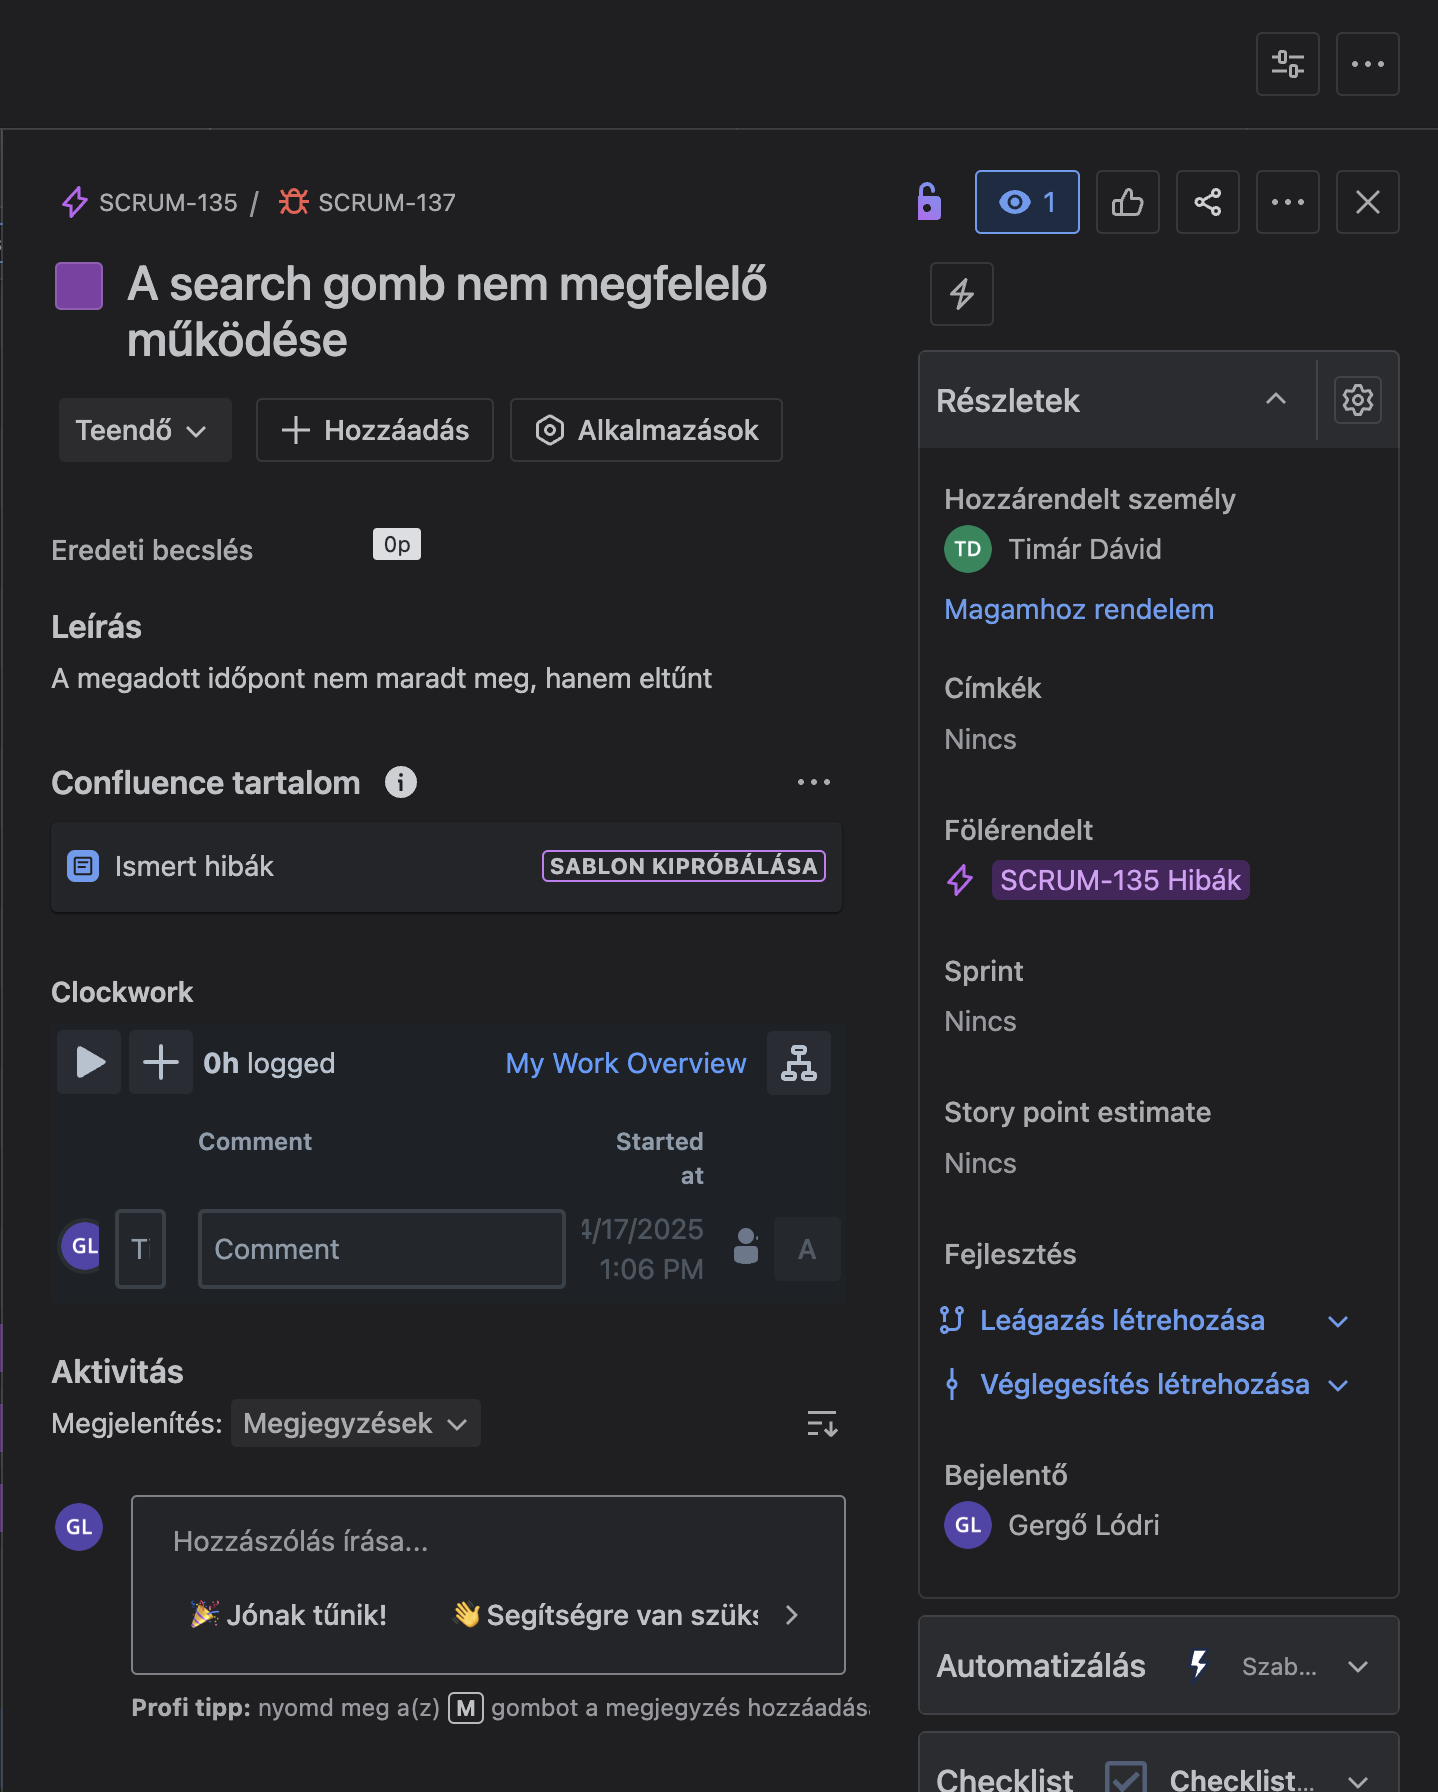 SCRUM-135 / SCRUM-137
1
A search gomb nem megfelelő
működése
Teendő
Hozzáadás
Alkalmazások
Eredeti becslés
0p
Leírás
A megadott időpont nem maradt meg, hanem eltűnt
Confluence tartalom
Ismert hibák
SABLON KIPRÓBÁLÁSA
Clockwork
0h logged
My Work Overview
Comment
Started
at
GL
Ti
Comment
4/17/2025
1:06 PM
A
Aktivitás
Megjelenítés: Megjegyzések
GL
Hozzászólás írása...
🎉 Jónak tűnik!
👋 Segítségre van szüks
Profi tipp: nyomd meg a(z) M gombot a megjegyzés hozzáadás
Részletek
Hozzárendelt személy
TD Timár Dávid
Magamhoz rendelem
Címkék
Nincs
Fölérendelt
SCRUM-135 Hibák
Sprint
Nincs
Story point estimate
Nincs
Fejlesztés
Leágazás létrehozása
Véglegesítés létrehozása
Bejelentő
GL Gergő Lódri
Automatizálás
Szab...
Checklist
Checklist...